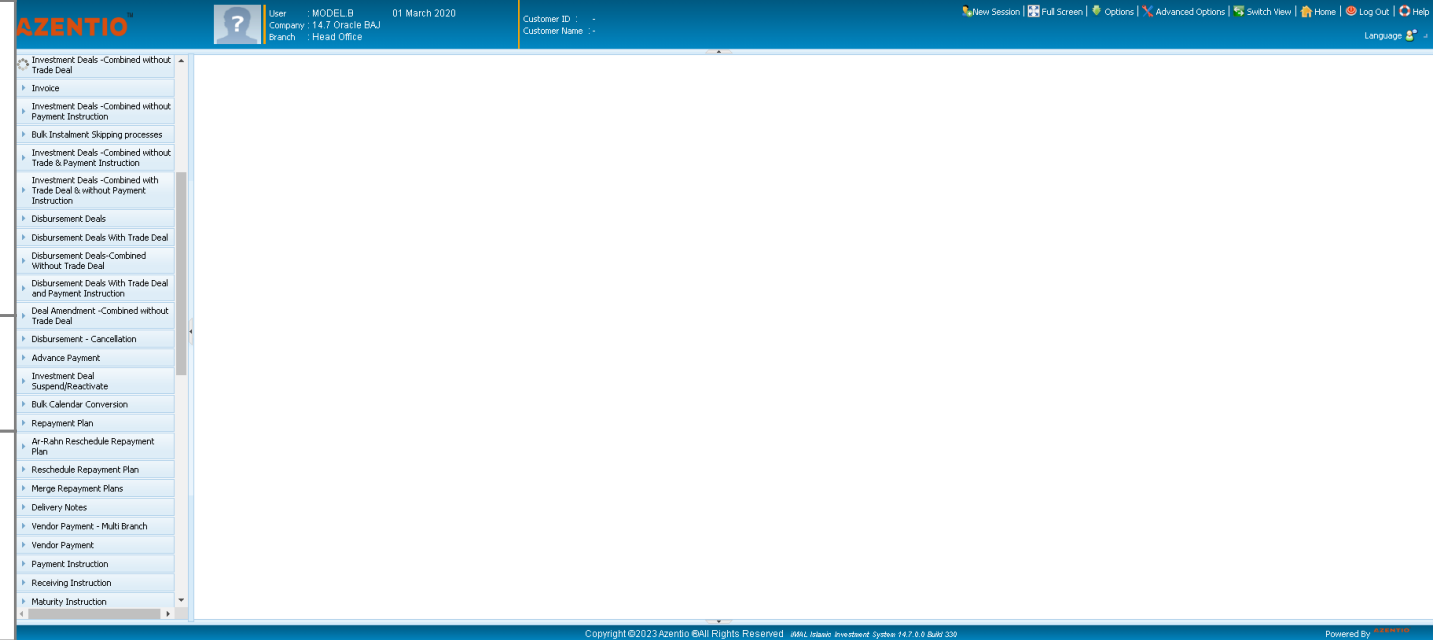 AZENTIO™
User : MODEL.B 01 March 2020
Company : 14.7 Oracle BAJ
Branch : Head Office
Customer ID : -
Customer Name : -
New Session | Full Screen | Options | Advanced Options | Switch View | Home | Log Out | Help
Language
Investment Deals -Combined without
Trade Deal
Invoice
Investment Deals -Combined without
Payment Instruction
Bulk Instalment Skipping processes
Investment Deals -Combined without
Trade & Payment Instruction
Investment Deals -Combined with
Trade Deal & without Payment
Instruction
Disbursement Deals
Disbursement Deals With Trade Deal
Disbursement Deals-Combined
Without Trade Deal
Disbursement Deals With Trade Deal
and Payment Instruction
Deal Amendment -Combined without
Trade Deal
Disbursement - Cancellation
Advance Payment
Investment Deal
Suspend/Reactivate
Bulk Calendar Conversion
Repayment Plan
Ar-Rahn Reschedule Repayment
Plan
Reschedule Repayment Plan
Merge Repayment Plans
Delivery Notes
Vendor Payment - Multi Branch
Vendor Payment
Payment Instruction
Receiving Instruction
Maturity Instruction
Copyright ©2023 Azentio ®All Rights Reserved iMAL Islamic Investment System 14.7.0.0 Build 330
Powered By AZENTIO